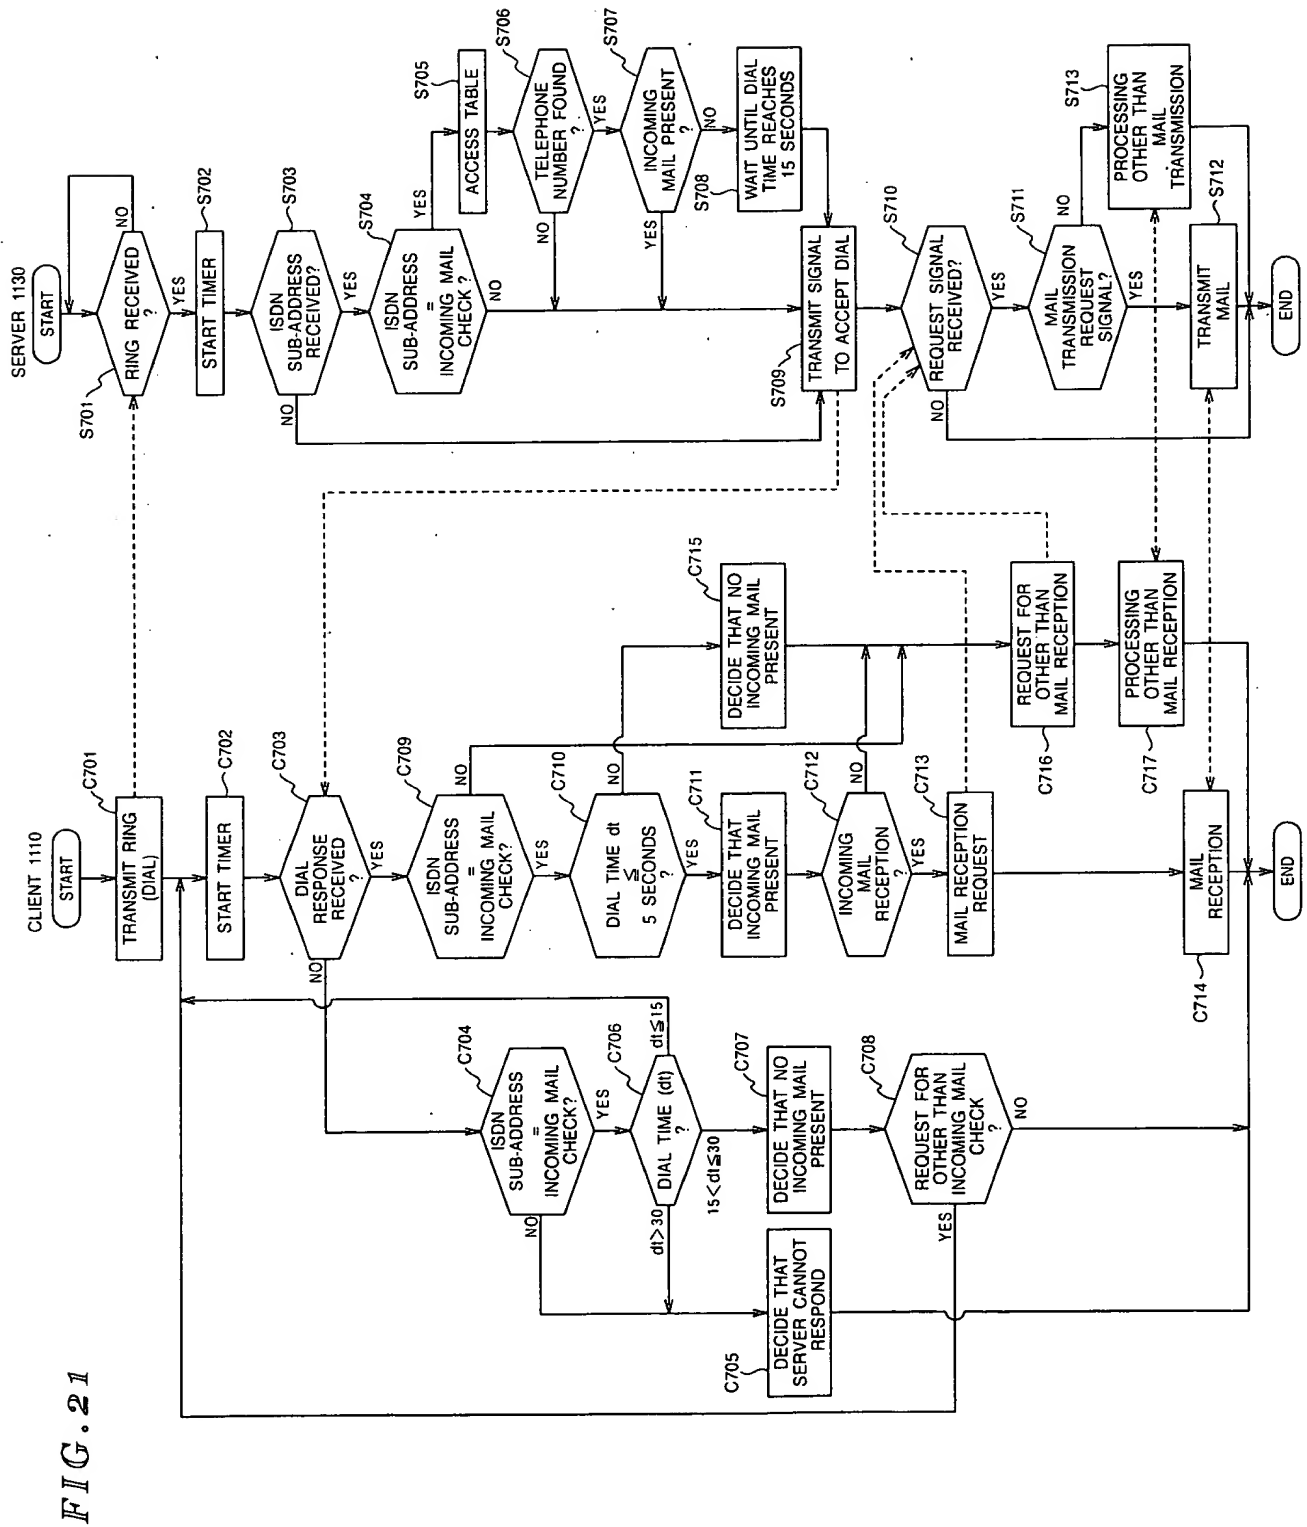 FIG.21
CLIENT 1110
START
C701
TRANSMIT RING
(DIAL)
C702
START TIMER
C703
DIAL
RESPONSE
RECEIVED
?
NO
YES
C704
ISDN
SUB-ADDRESS
=
INCOMING MAIL
CHECK?
NO
YES
C705
DECIDE THAT
SERVER CANNOT
RESPOND
C706
DIAL TIME (dt)
?
dt≦15
dt>30
15<dt≦30
C707
DECIDE THAT NO
INCOMING MAIL
PRESENT
C708
REQUEST FOR
OTHER THAN
INCOMING MAIL
CHECK
?
YES
NO
C709
ISDN
SUB-ADDRESS
=
INCOMING MAIL
CHECK?
NO
YES
C710
DIAL TIME dt
≦
5 SECONDS
?
NO
YES
C711
DECIDE THAT
INCOMING MAIL
PRESENT
C712
INCOMING
MAIL
RECEPTION
?
NO
YES
C713
MAIL RECEPTION
REQUEST
C714
MAIL
RECEPTION
C715
DECIDE THAT NO
INCOMING MAIL
PRESENT
C716
REQUEST FOR
OTHER THAN
MAIL RECEPTION
C717
PROCESSING
OTHER THAN
MAIL RECEPTION
END
SERVER 1130
START
S701
RING RECEIVED
?
NO
YES
S702
START TIMER
S703
ISDN
SUB-ADDRESS
RECEIVED?
NO
YES
S704
ISDN
SUB-ADDRESS
=
INCOMING MAIL
CHECK ?
YES
NO
S705
ACCESS TABLE
S706
TELEPHONE
NUMBER FOUND
?
NO
YES
S707
INCOMING
MAIL PRESENT
?
YES
NO
S708
WAIT UNTIL DIAL
TIME REACHES
15 SECONDS
S709
TRANSMIT SIGNAL
TO ACCEPT DIAL
S710
REQUEST SIGNAL
RECEIVED?
NO
YES
S711
MAIL
TRANSMISSION
REQUEST
SIGNAL?
NO
YES
S712
TRANSMIT
MAIL
S713
PROCESSING
OTHER THAN
MAIL
TRANSMISSION
END